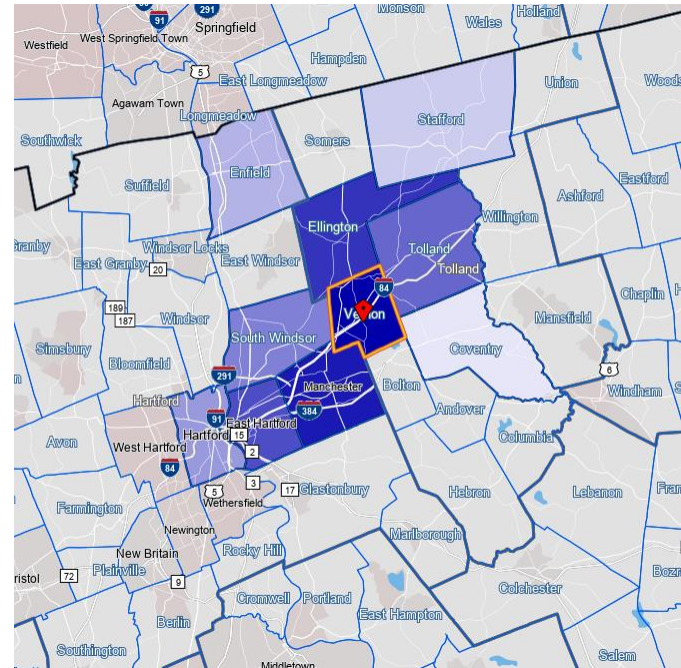 91
291
Springfield
Monson
Wales
Holland
West Springfield Town
Westfield
Hampden
5
East Longmeadow
Union
Agawam Town
Longmeadow
Southwick
Somers
Stafford
Enfield
Suffield
Eastford
Ashford
Ellington
Willington
Windsor Locks
East Windsor
Tolland
Tolland
East Granby
20
84
Chaplin
189
187
Windsor
Mansfield
South Windsor
Simsbury
Coventry
Bloomfield
291
6
Manchester
Bolton
Windham
Hartford
91
384
Andover
East Hartford
Hartford
15
Columbia
Avon
West Hartford
2
84
3
5
17
Glastonbury
Hebron
Lebanon
Wethersfield
Farmington
Newington
Marlborough
New Britain
Rocky Hill
Plainville
72
9
Colchester
Cromwell
Portland
East Hampton
Berlin
Southington
Salem
Middletown